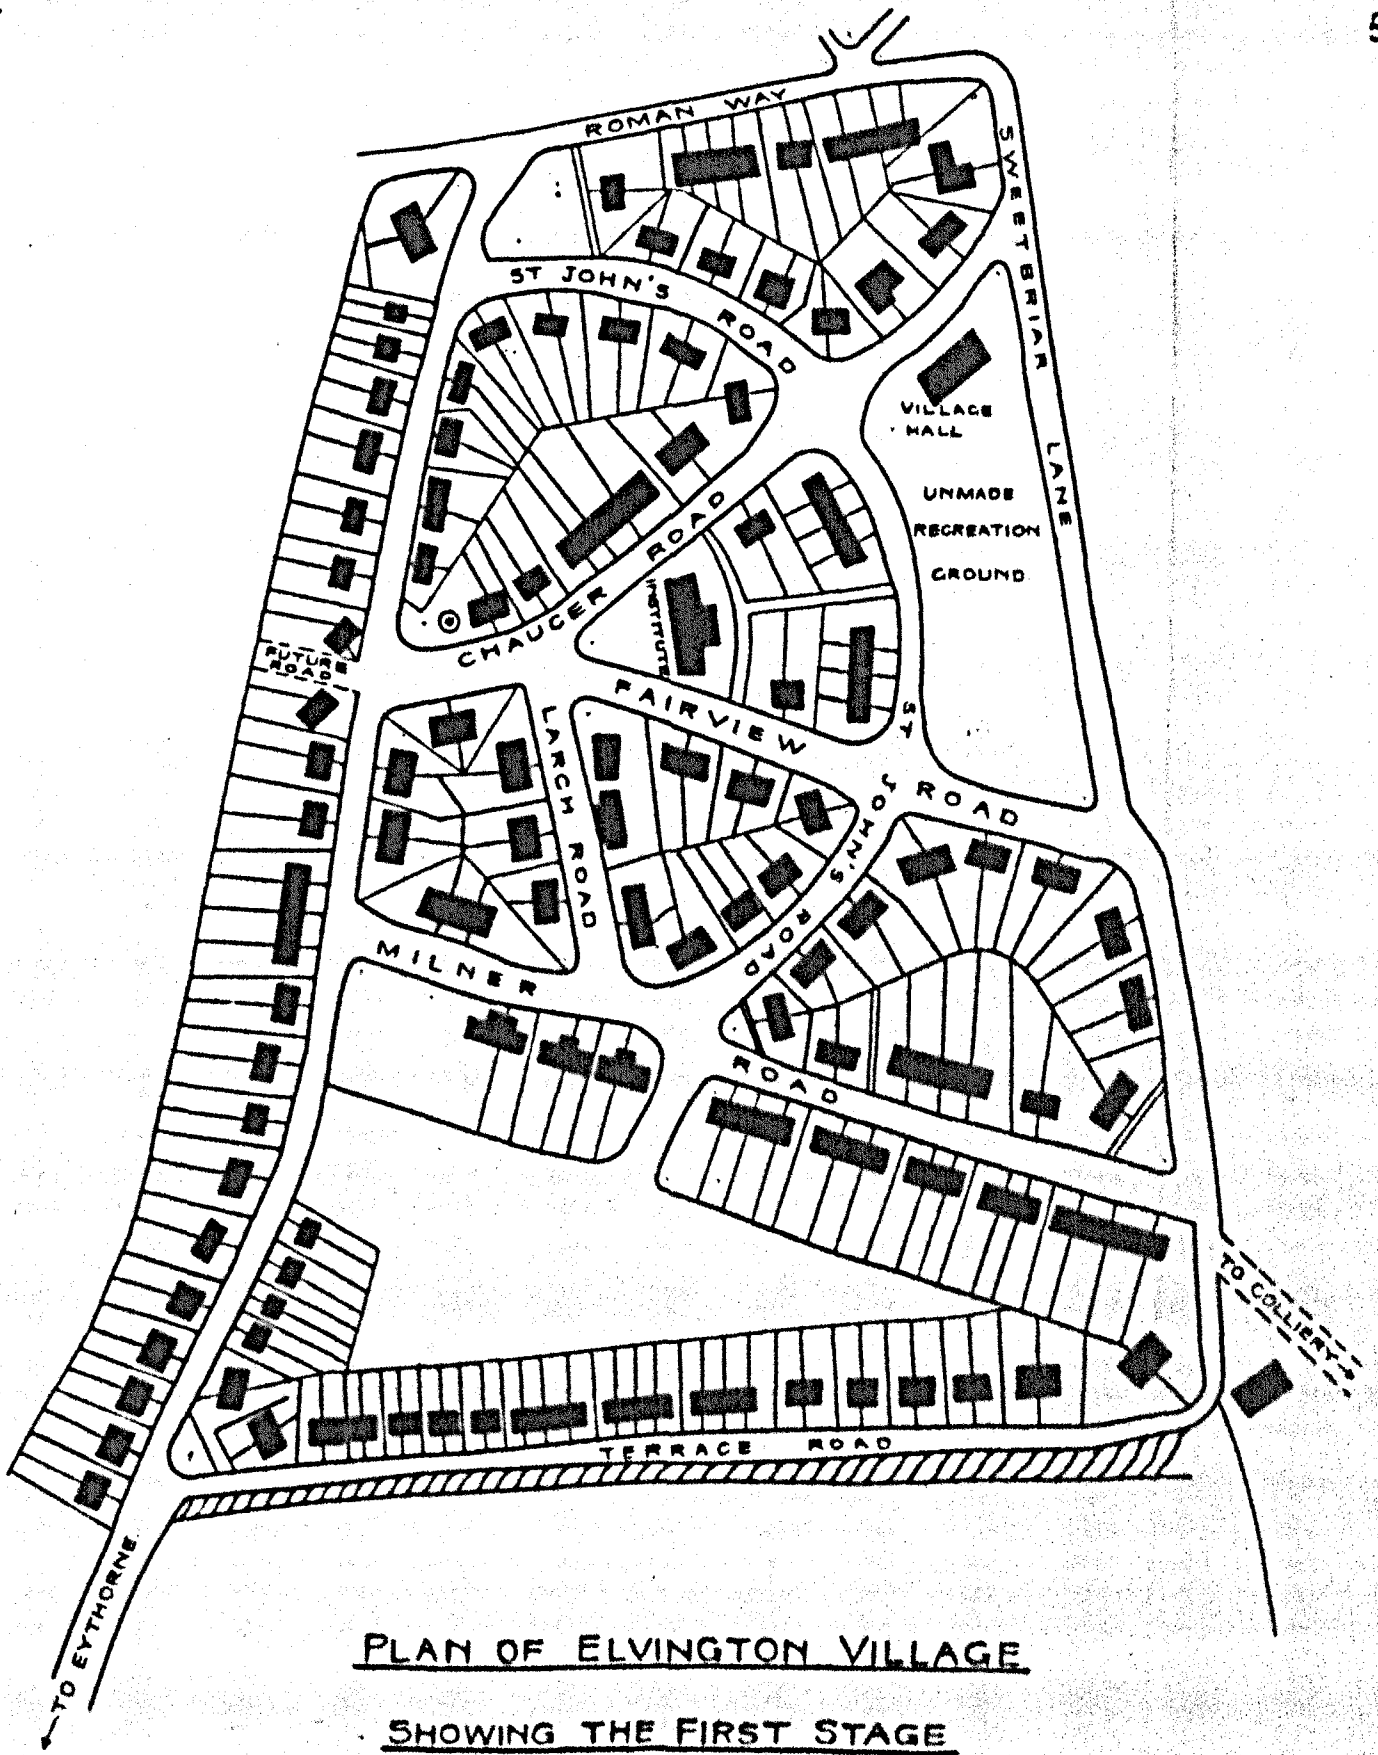 5
ROMAN WAY
SWEETBRIAR LANE
ST JOHN'S ROAD
VILLAGE
HALL
UNMADE
RECREATION
GROUND
CHAUCER ROAD
INSTITUTE
FUTURE
ROAD
FAIRVIEW ROAD
LARCH ROAD
ST JOHN'S ROAD
MILNER ROAD
TO COLLIERY
TERRACE ROAD
TO EYTHORNE
PLAN OF ELVINGTON VILLAGE
SHOWING THE FIRST STAGE